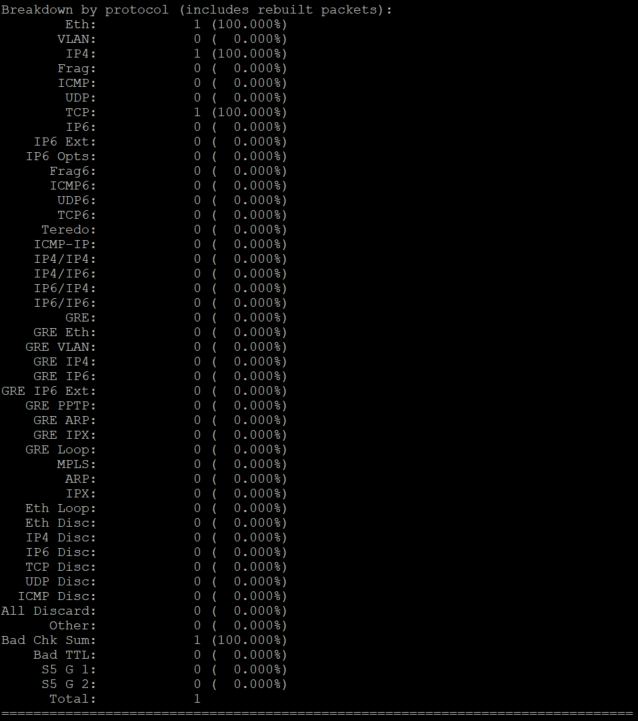 Breakdown by protocol (includes rebuilt packets):
Eth: 1 (100.000%)
VLAN: 0 ( 0.000%)
IP4: 1 (100.000%)
Frag: 0 ( 0.000%)
ICMP: 0 ( 0.000%)
UDP: 0 ( 0.000%)
TCP: 1 (100.000%)
IP6: 0 ( 0.000%)
IP6 Ext: 0 ( 0.000%)
IP6 Opts: 0 ( 0.000%)
Frag6: 0 ( 0.000%)
ICMP6: 0 ( 0.000%)
UDP6: 0 ( 0.000%)
TCP6: 0 ( 0.000%)
Teredo: 0 ( 0.000%)
ICMP-IP: 0 ( 0.000%)
IP4/IP4: 0 ( 0.000%)
IP4/IP6: 0 ( 0.000%)
IP6/IP4: 0 ( 0.000%)
IP6/IP6: 0 ( 0.000%)
GRE: 0 ( 0.000%)
GRE Eth: 0 ( 0.000%)
GRE VLAN: 0 ( 0.000%)
GRE IP4: 0 ( 0.000%)
GRE IP6: 0 ( 0.000%)
GRE IP6 Ext: 0 ( 0.000%)
GRE PPTP: 0 ( 0.000%)
GRE ARP: 0 ( 0.000%)
GRE IPX: 0 ( 0.000%)
GRE Loop: 0 ( 0.000%)
MPLS: 0 ( 0.000%)
ARP: 0 ( 0.000%)
IPX: 0 ( 0.000%)
Eth Loop: 0 ( 0.000%)
Eth Disc: 0 ( 0.000%)
IP4 Disc: 0 ( 0.000%)
IP6 Disc: 0 ( 0.000%)
TCP Disc: 0 ( 0.000%)
UDP Disc: 0 ( 0.000%)
ICMP Disc: 0 ( 0.000%)
All Discard: 0 ( 0.000%)
Other: 0 ( 0.000%)
Bad Chk Sum: 1 (100.000%)
Bad TTL: 0 ( 0.000%)
S5 G 1: 0 ( 0.000%)
S5 G 2: 0 ( 0.000%)
Total: 1
===============================================================================